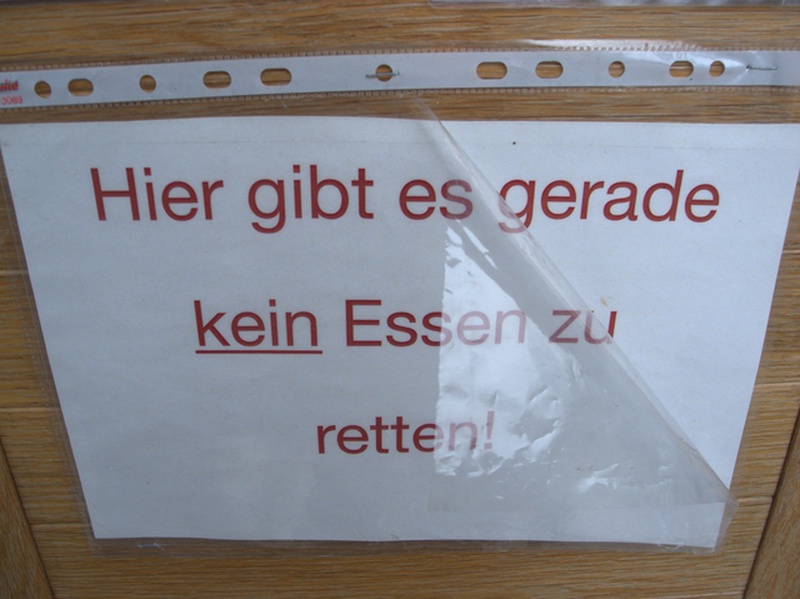 Hier gibt es gerade
kein Essen zu
retten!